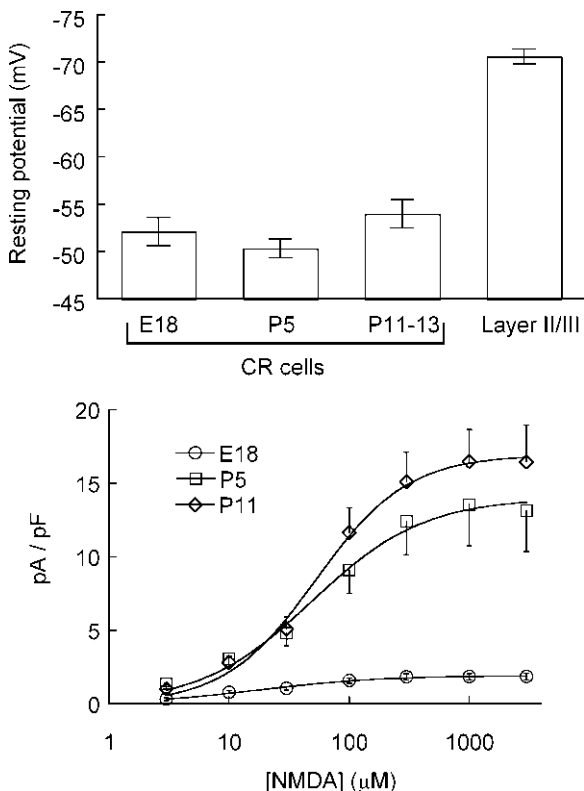 Resting potential (mV)
-70
-65
-60
-55
-50
-45
E18 P5 P11-13 Layer II/III
CR cells
pA / pF
20
15
10
5
0
E18
P5
P11
1 10 100 1000
[NMDA] (μM)